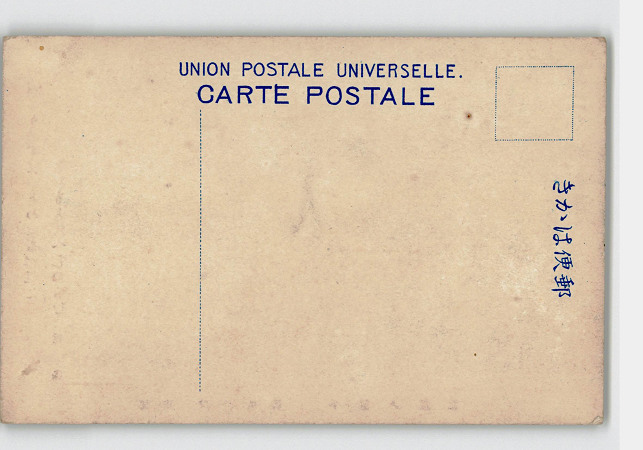 UNION POSTALE UNIVERSELLE.
CARTE POSTALE
きかは便郵